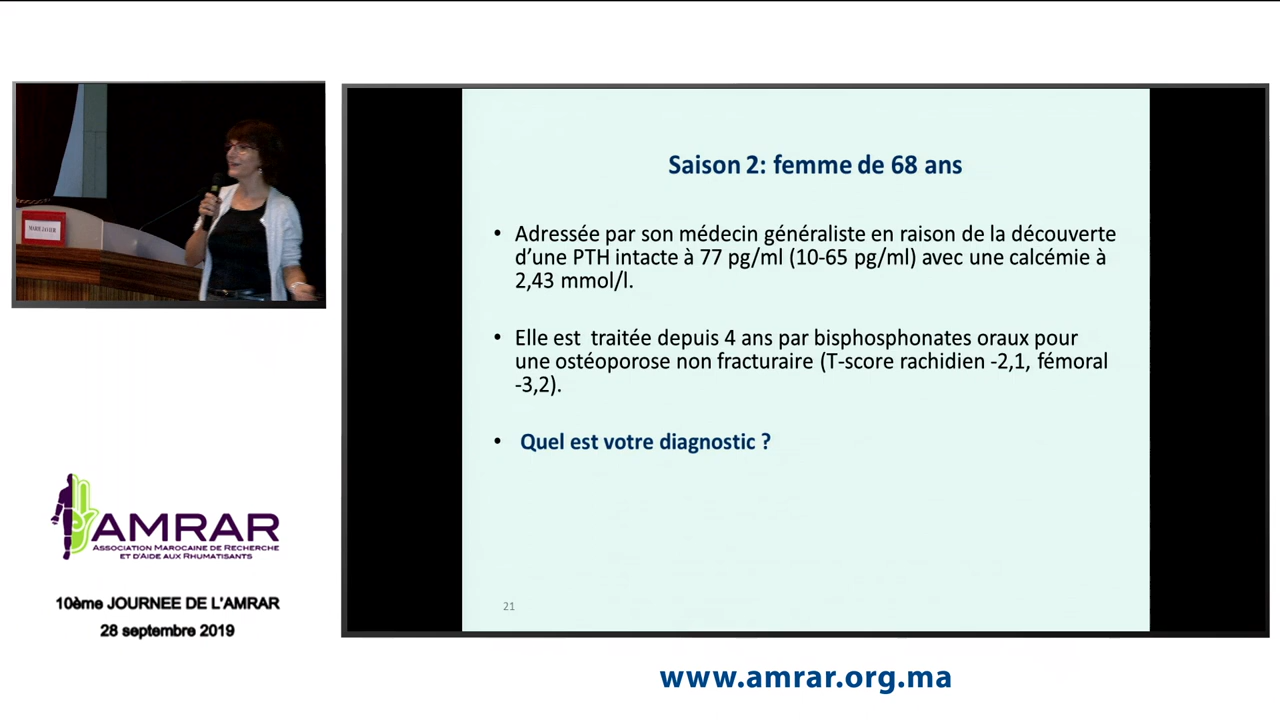 MARIE JAVIER
Saison 2: femme de 68 ans
• Adressée par son médecin généraliste en raison de la découverte
d’une PTH intacte à 77 pg/ml (10-65 pg/ml) avec une calcémie à
2,43 mmol/l.
• Elle est traitée depuis 4 ans par bisphosphonates oraux pour
une ostéoporose non fracturaire (T-score rachidien -2,1, fémoral
-3,2).
• Quel est votre diagnostic ?
21
AMRAR
ASSOCIATION MAROCAINE DE RECHERCHE
ET D'AIDE AUX RHUMATISANTS
10ème JOURNEE DE L'AMRAR
28 septembre 2019
www.amrar.org.ma